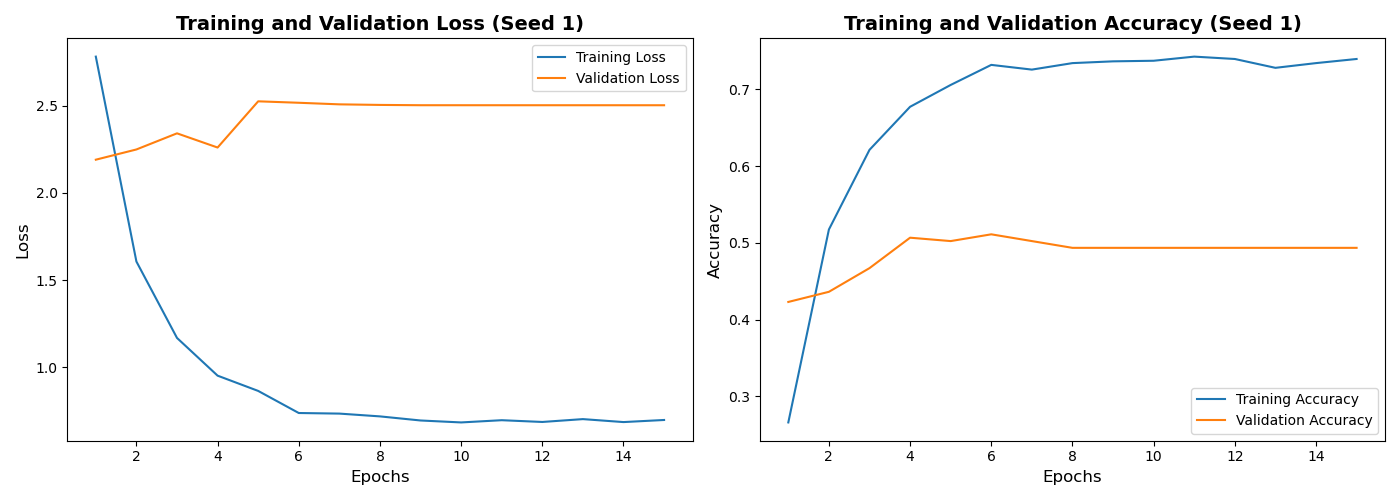 Training and Validation Loss (Seed 1)
Training Loss
Validation Loss
2.5
2.0
1.5
1.0
Loss
2 4 6 8 10 12 14
Epochs
Training and Validation Accuracy (Seed 1)
0.7
0.6
0.5
0.4
0.3
Accuracy
Training Accuracy
Validation Accuracy
2 4 6 8 10 12 14
Epochs